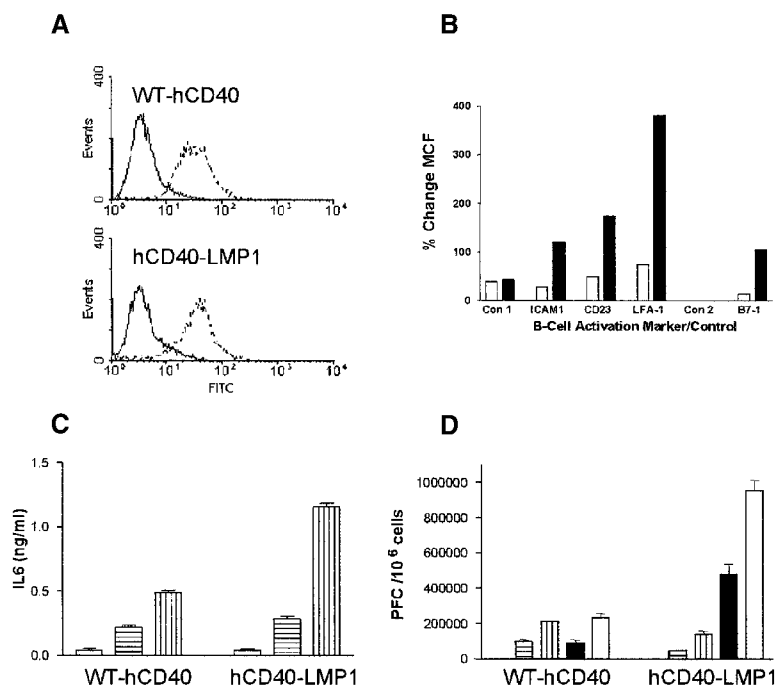 A
400
WT-hCD40
Events
0
10⁰ 10¹ 10² 10³ 10⁴
400
hCD40-LMP1
Events
0
10⁰ 10¹ 10² 10³ 10⁴
FITC
B
400
300
200
100
0
% Change MCF
Con 1 ICAM1 CD23 LFA-1 Con 2 B7-1
B-Cell Activation Marker/Control
C
1.5
1.0
0.5
0.0
IL6 (ng/ml)
WT-hCD40 hCD40-LMP1
D
1000000
800000
600000
400000
200000
0
PFC /10⁶ cells
WT-hCD40 hCD40-LMP1